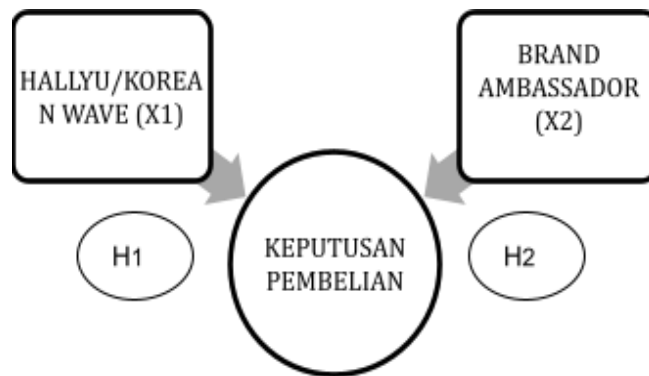 HALLYU/KOREA
N WAVE (X1)
BRAND
AMBASSADOR
(X2)
H1
KEPUTUSAN
PEMBELIAN
H2